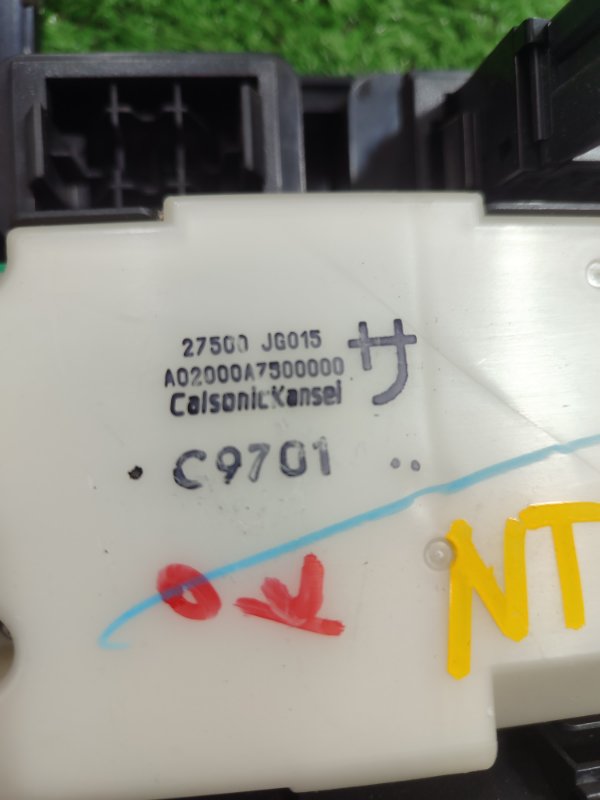 27500 JG015
サ
A02000A7500000
CalsonicKansei
C9701 ..
OK
NT